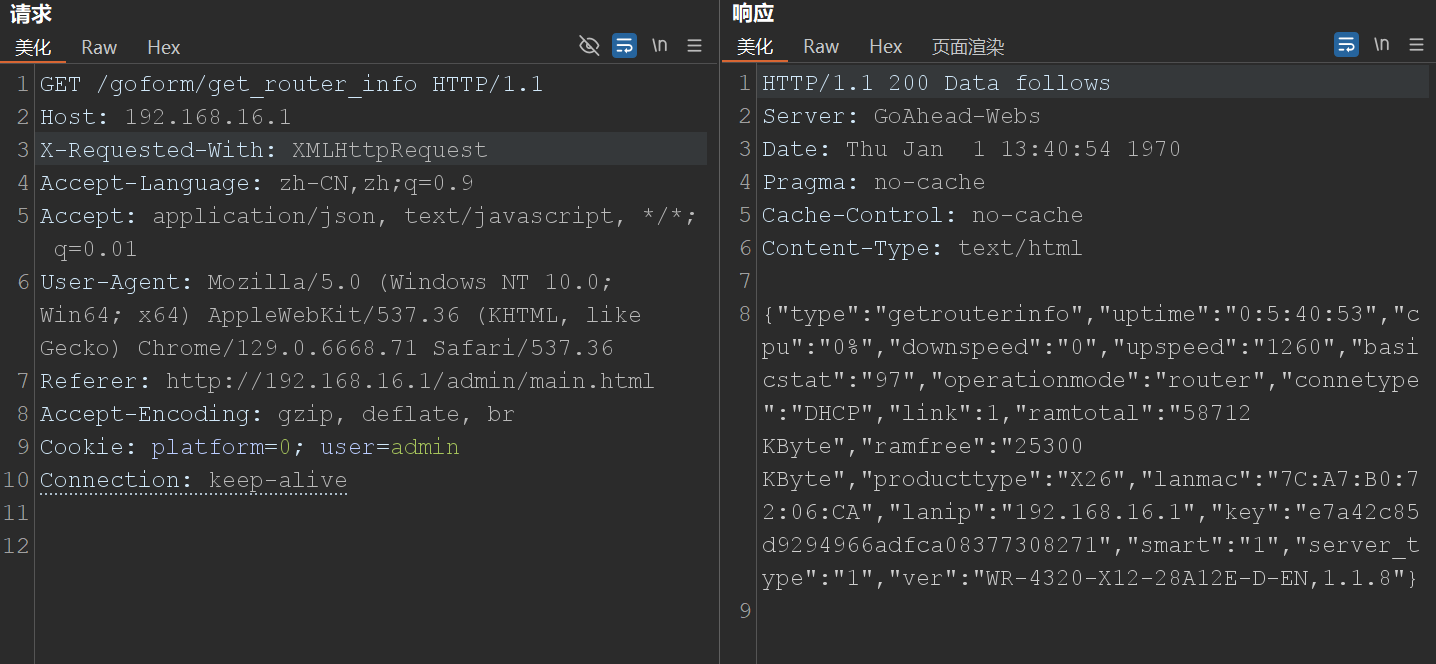 请求
美化 Raw Hex \n
1 GET /goform/get_router_info HTTP/1.1
2 Host: 192.168.16.1
3 X-Requested-With: XMLHttpRequest
4 Accept-Language: zh-CN,zh;q=0.9
5 Accept: application/json, text/javascript, */*;
q=0.01
6 User-Agent: Mozilla/5.0 (Windows NT 10.0;
Win64; x64) AppleWebKit/537.36 (KHTML, like
Gecko) Chrome/129.0.6668.71 Safari/537.36
7 Referer: http://192.168.16.1/admin/main.html
8 Accept-Encoding: gzip, deflate, br
9 Cookie: platform=0; user=admin
10 Connection: keep-alive
11
12
响应
美化 Raw Hex 页面渲染 \n
1 HTTP/1.1 200 Data follows
2 Server: GoAhead-Webs
3 Date: Thu Jan  1 13:40:54 1970
4 Pragma: no-cache
5 Cache-Control: no-cache
6 Content-Type: text/html
7
8 {"type":"getrouterinfo","uptime":"0:5:40:53","c
pu":"0%","downspeed":"0","upspeed":"1260","basi
cstat":"97","operationmode":"router","connetype
":"DHCP","link":1,"ramtotal":"58712
KByte","ramfree":"25300
KByte","producttype":"X26","lanmac":"7C:A7:B0:7
2:06:CA","lanip":"192.168.16.1","key":"e7a42c85
d9294966adfca08377308271","smart":"1","server_t
ype":"1","ver":"WR-4320-X12-28A12E-D-EN,1.1.8"}
9